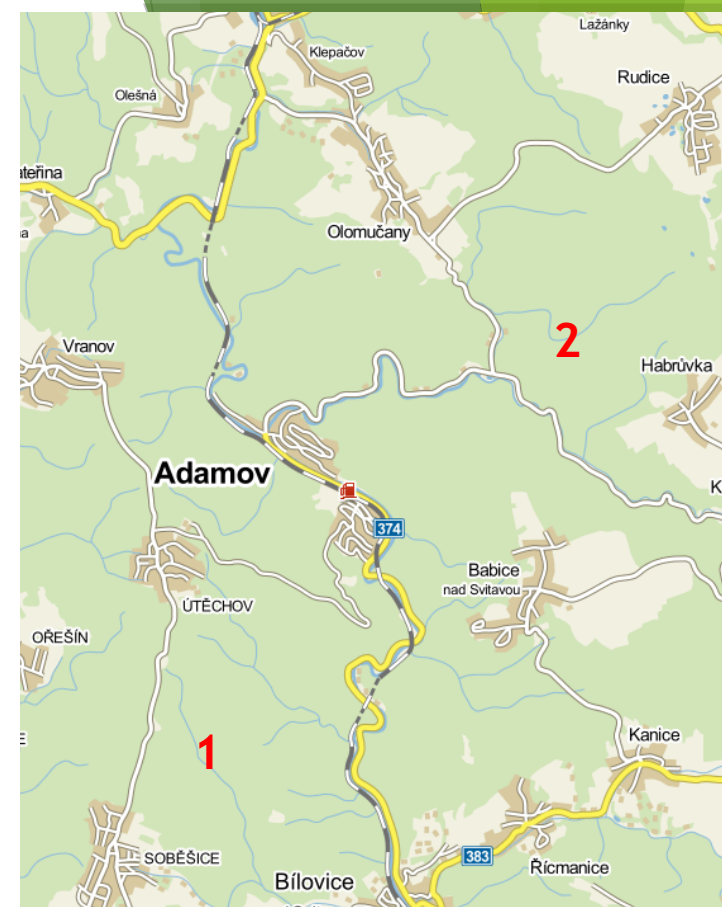 Lažánky
Klepačov
Rudice
Olešná
ateřina
a
Olomučany
2
Vranov
Habrůvka
Adamov
K
374
Babice
nad Svitavou
ÚTĚCHOV
OŘEŠÍN
1
E
Kanice
SOBĚŠICE
383
Řícmanice
Bílovice